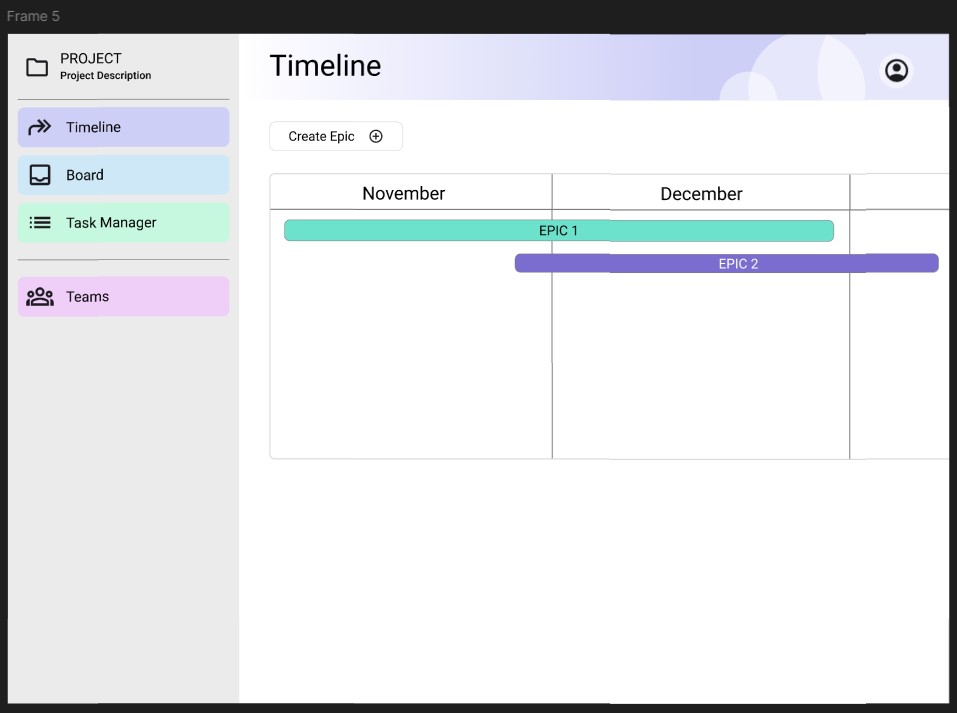 Frame 5
PROJECT
Project Description
Timeline
Board
Task Manager
Teams
Timeline
Create Epic
November
December
EPIC 1
EPIC 2